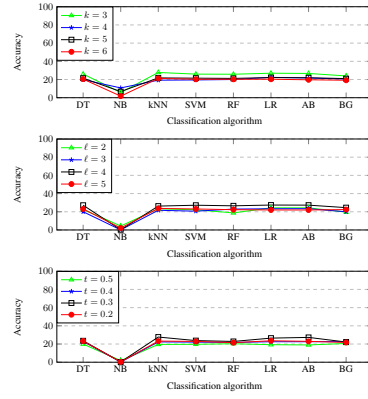 100
80
60
40
20
0
Accuracy
k = 3
k = 4
k = 5
k = 6
DT NB kNN SVM RF LR AB BG
Classification algorithm
100
80
60
40
20
0
Accuracy
ℓ = 2
ℓ = 3
ℓ = 4
ℓ = 5
DT NB kNN SVM RF LR AB BG
Classification algorithm
100
80
60
40
20
0
Accuracy
t = 0.5
t = 0.4
t = 0.3
t = 0.2
DT NB kNN SVM RF LR AB BG
Classification algorithm